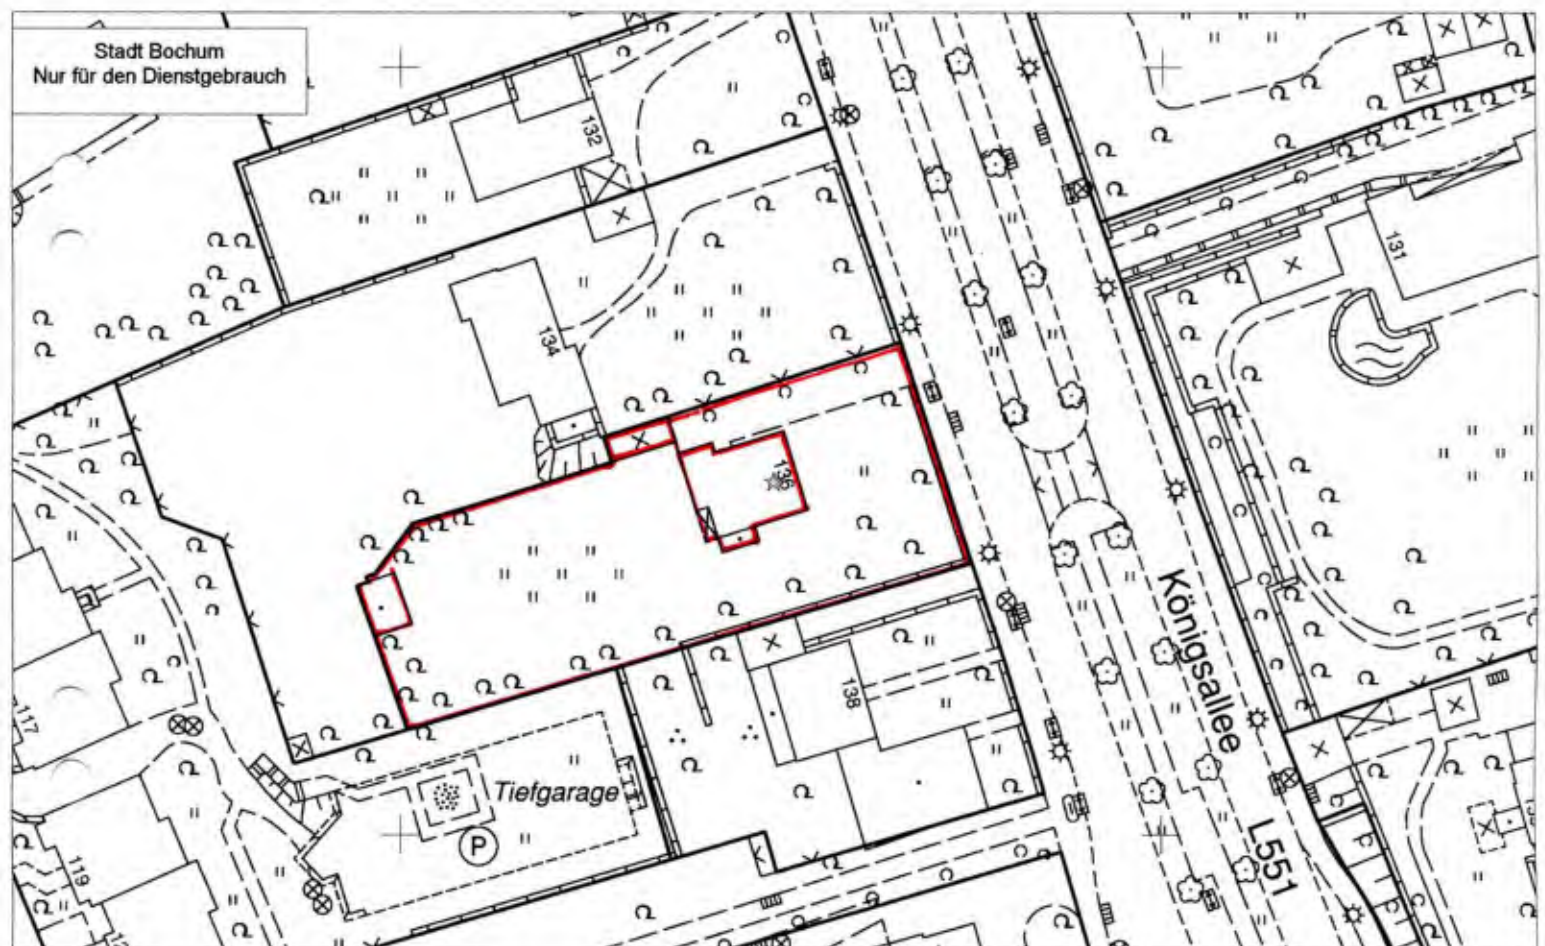 Stadt Bochum
Nur für den Dienstgebrauch
132
131
134
136
138
117
Königsallee
Tiefgarage
P
119
L551